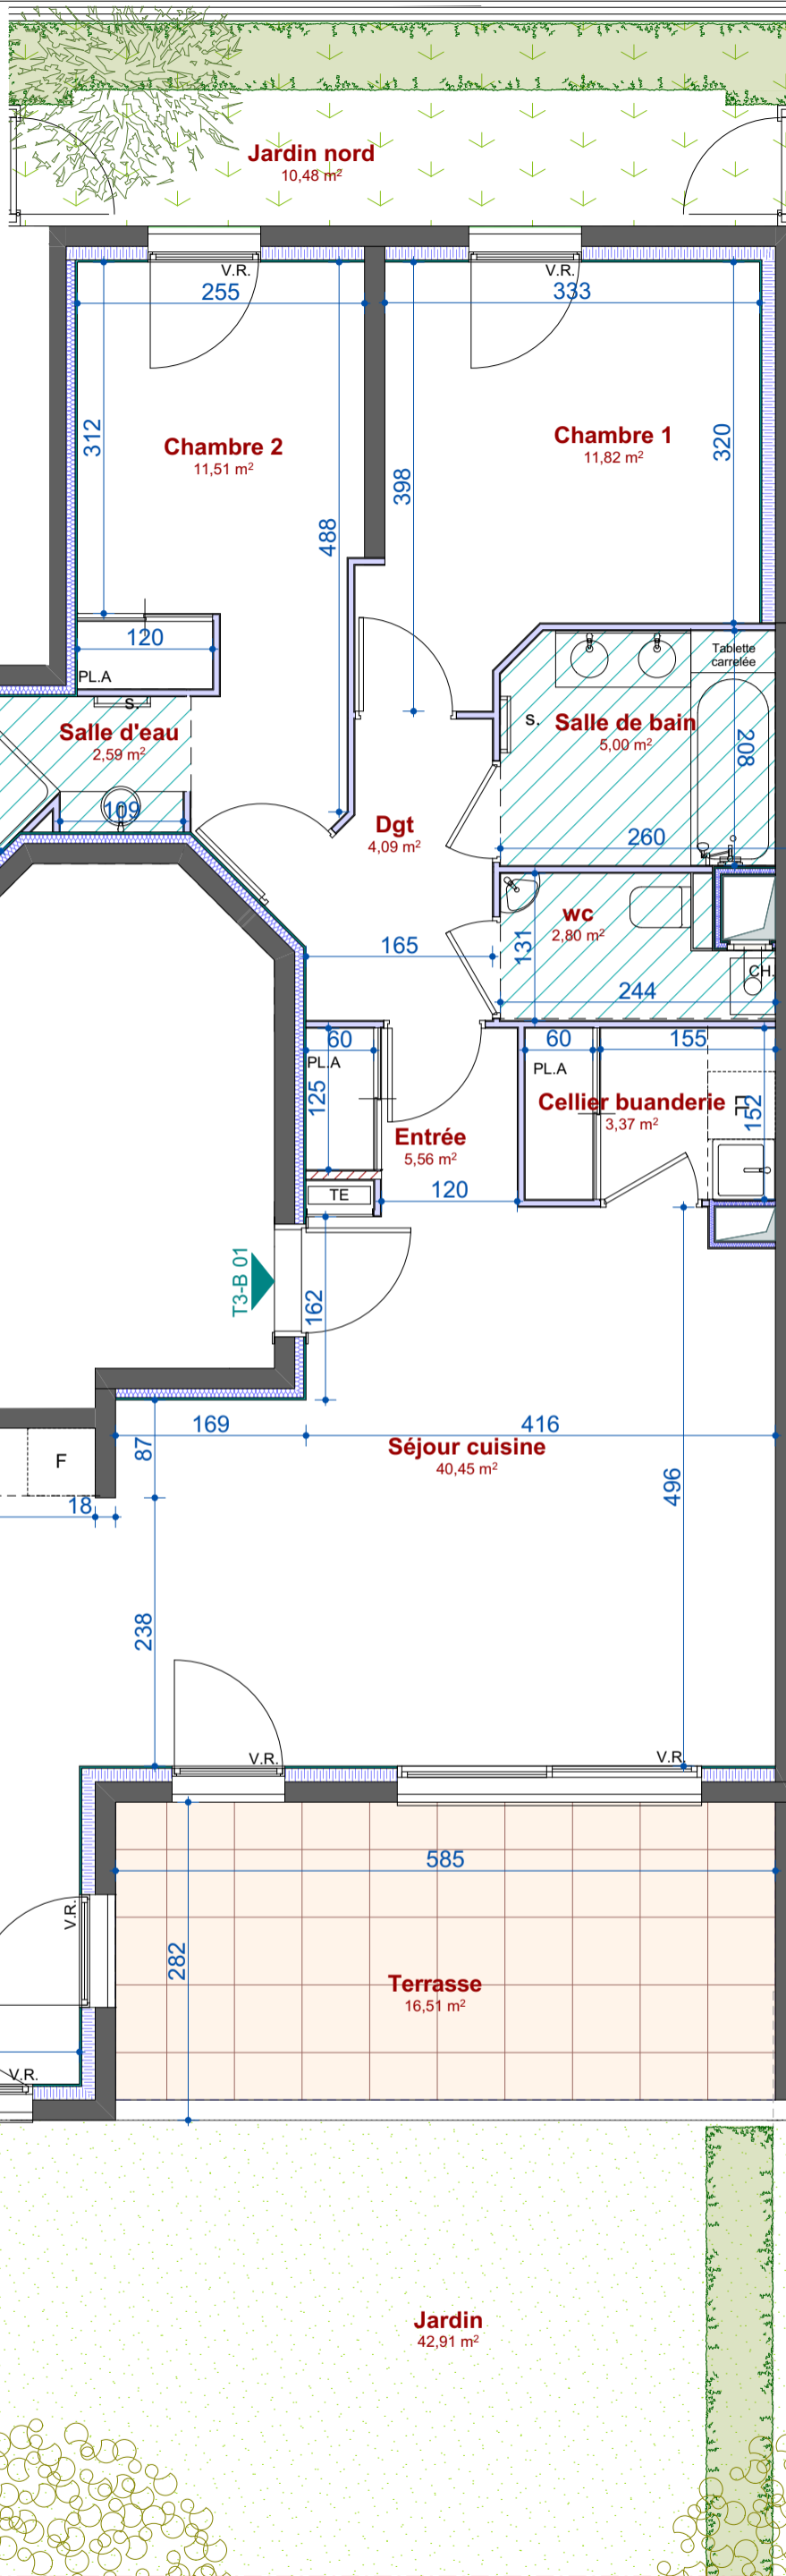 Jardin nord
10,48 m²
V.R.
V.R.
255
333
312
Chambre 2
11,51 m²
488
398
Chambre 1
11,82 m²
320
120
PL.A
S.
Salle d'eau
2,59 m²
109
Tablette
carrelée
S.
Salle de bain
5,00 m²
208
260
Dgt
4,09 m²
165
wc
2,80 m²
131
CH.
244
60
PL.A
125
60
PL.A
155
Cellier buanderie
3,37 m²
152
Entrée
5,56 m²
TE
120
T3-B 01
162
169
416
87
Séjour cuisine
40,45 m²
F
18
496
238
V.R.
V.R.
585
V.R.
282
Terrasse
16,51 m²
V.R.
Jardin
42,91 m²